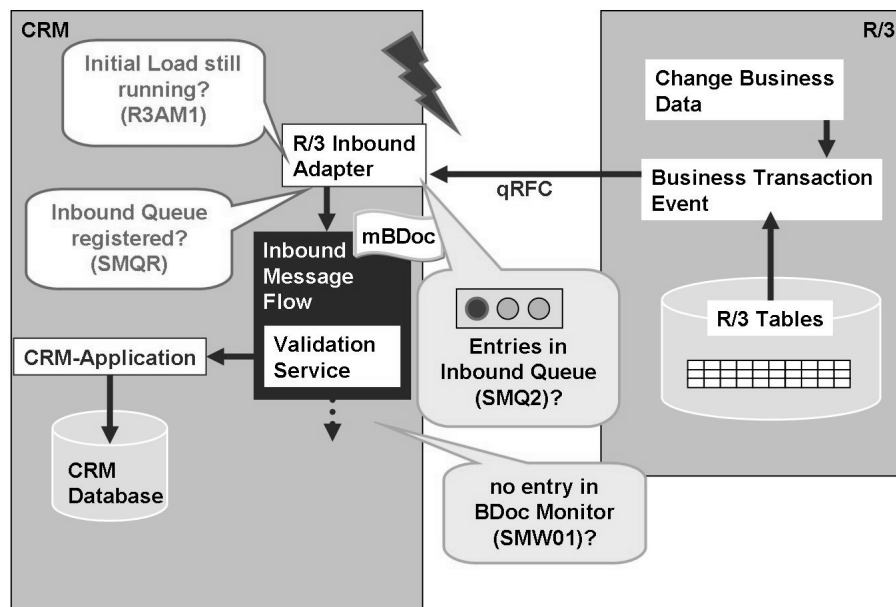 CRM
R/3
Initial Load still
running?
(R3AM1)
Change Business
Data
R/3 Inbound
Adapter
qRFC
Business Transaction
Event
Inbound Queue
registered?
(SMQR)
mBDoc
Inbound
Message
Flow
R/3 Tables
Validation
Service
CRM-Application
Entries in
Inbound Queue
(SMQ2)?
CRM
Database
no entry in
BDoc Monitor
(SMW01)?